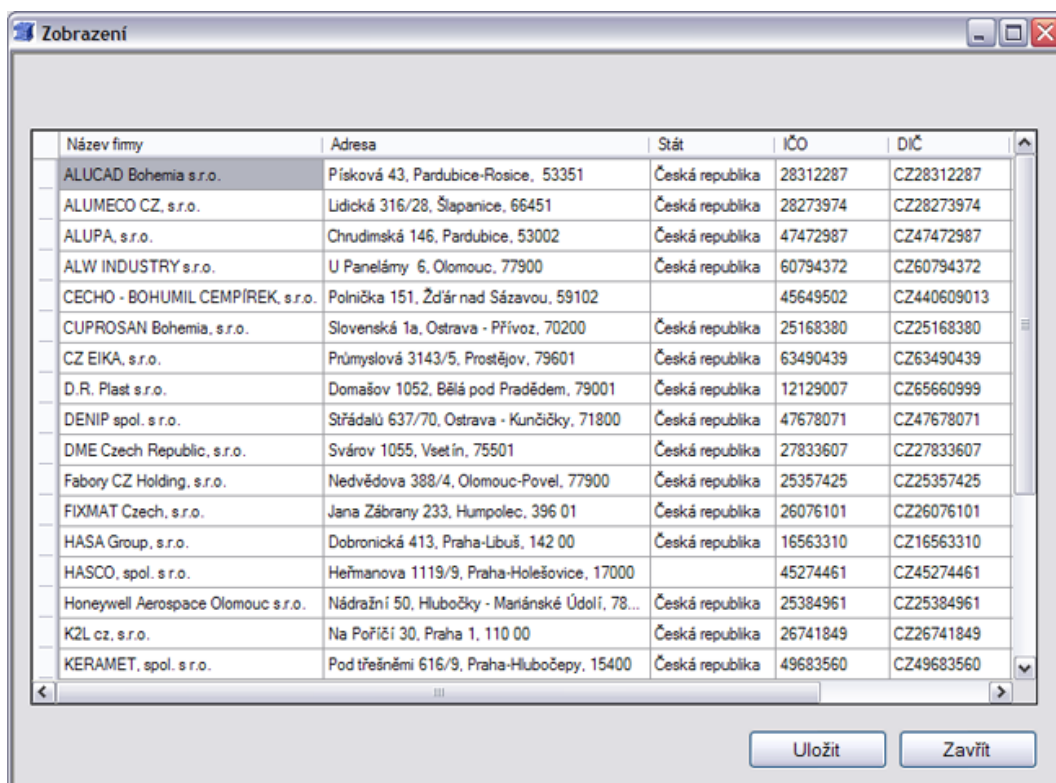 Zobrazení
Název firmy Adresa Stát IČO DIČ
ALUCAD Bohemia s.r.o. Písková 43, Pardubice-Rosice, 53351 Česká republika 28312287 CZ28312287
ALUMECO CZ, s.r.o. Lidická 316/28, Šlapanice, 66451 Česká republika 28273974 CZ28273974
ALUPA, s.r.o. Chrudimská 146, Pardubice, 53002 Česká republika 47472987 CZ47472987
ALW INDUSTRY s.r.o. U Panelámy 6, Olomouc, 77900 Česká republika 60794372 CZ60794372
CECHO - BOHUMIL CEMPÍREK, s.r.o. Polnička 151, Žďár nad Sázavou, 59102 45649502 CZ440609013
CUPROSAN Bohemia, s.r.o. Slovenská 1a, Ostrava - Přívoz, 70200 Česká republika 25168380 CZ25168380
CZ EIKA, s.r.o. Průmyslová 3143/5, Prostějov, 79601 Česká republika 63490439 CZ63490439
D.R. Plast s.r.o. Domašov 1052, Bělá pod Pradědem, 79001 Česká republika 12129007 CZ65660999
DENIP spol. s r.o. Střádalů 637/70, Ostrava - Kunčičky, 71800 Česká republika 47678071 CZ47678071
DME Czech Republic, s.r.o. Svárov 1055, Vsetín, 75501 Česká republika 27833607 CZ27833607
Fabory CZ Holding, s.r.o. Nedvědova 388/4, Olomouc-Povel, 77900 Česká republika 25357425 CZ25357425
FIXMAT Czech, s.r.o. Jana Zábrany 233, Humpolec, 396 01 Česká republika 26076101 CZ26076101
HASA Group, s.r.o. Dobronická 413, Praha-Libuš, 142 00 Česká republika 16563310 CZ16563310
HASCO, spol. s r.o. Heřmanova 1119/9, Praha-Holešovice, 17000 45274461 CZ45274461
Honeywell Aerospace Olomouc s.r.o. Nádražní 50, Hlubočky - Mariánské Údolí, 78... Česká republika 25384961 CZ25384961
K2L cz, s.r.o. Na Poříčí 30, Praha 1, 110 00 Česká republika 26741849 CZ26741849
KERAMET, spol. s r.o. Pod třešněmi 616/9, Praha-Hlubočepy, 15400 Česká republika 49683560 CZ49683560
Uložit Zavřít